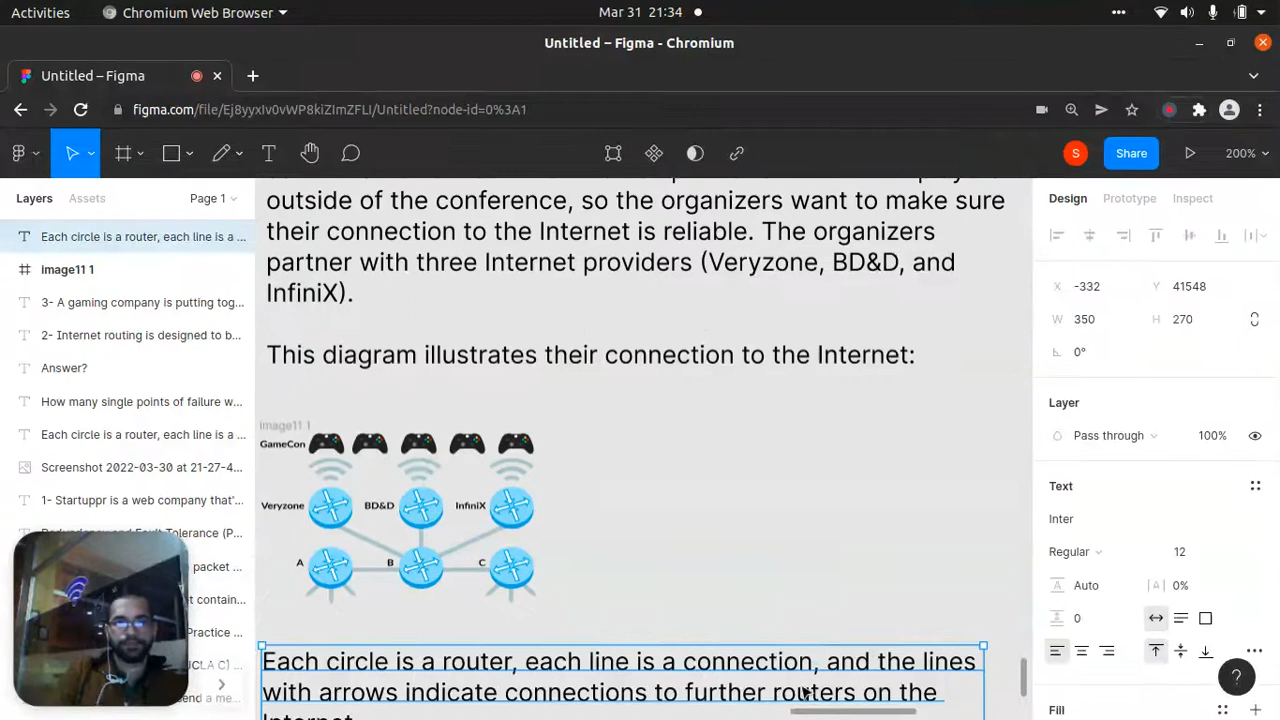 Activities
Chromium Web Browser
Mar 31 21:34
Untitled – Figma - Chromium
Untitled – Figma
figma.com/file/Ej8yyxIv0vWP8kiZImZFLI/Untitled?node-id=0%3A1
S
Share
200%
Layers
Assets
Page 1
Each circle is a router, each line is a ...
image11 1
3- A gaming company is putting tog...
2- Internet routing is designed to b...
Answer?
How many single points of failure w...
Each circle is a router, each line is a ...
Screenshot 2022-03-30 at 21-27-4...
1- Startuppr is a web company that'...
Redundancy and Fault Tolerance (P...
packet ...
t contain...
Practice ...
CLA C)...
d a me...
outside of the conference, so the organizers want to make sure
their connection to the Internet is reliable. The organizers
partner with three Internet providers (Veryzone, BD&D, and
InfiniX).
This diagram illustrates their connection to the Internet:
image11 1
GameCon
Veryzone
BD&D
InfiniX
A
B
C
Each circle is a router, each line is a connection, and the lines
with arrows indicate connections to further routers on the
Internet
Design
Prototype
Inspect
X -332
Y 41548
W 350
H 270
0°
Layer
Pass through
100%
Text
Inter
Regular
12
Auto
0%
0
Fill
?